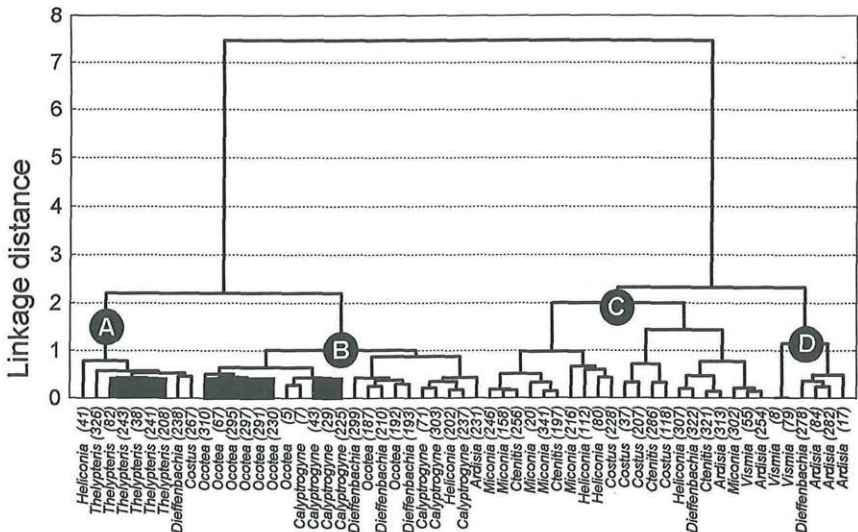 8
7
6
5
4
3
2
1
0
Linkage distance
A
B
C
D
Heliconia (41)
Thelypteris (326)
Thelypteris (82)
Thelypteris (243)
Thelypteris (38)
Thelypteris (241)
Thelypteris (208)
Dieffenbachia (238)
Costus (267)
Ocotea (310)
Ocotea (67)
Ocotea (295)
Ocotea (297)
Ocotea (291)
Ocotea (230)
Ocotea (5)
Calyptrogyne (7)
Calyptrogyne (43)
Calyptrogyne (29)
Calyptrogyne (225)
Dieffenbachia (299)
Ocotea (187)
Dieffenbachia (210)
Ocotea (192)
Dieffenbachia (193)
Calyptrogyne (71)
Calyptrogyne (303)
Heliconia (202)
Calyptrogyne (237)
Ardisia (231)
Miconia (246)
Miconia (158)
Ctenitis (256)
Miconia (20)
Miconia (341)
Ctenitis (197)
Miconia (216)
Heliconia (112)
Heliconia (80)
Costus (228)
Costus (37)
Costus (207)
Ctenitis (286)
Costus (118)
Heliconia (307)
Dieffenbachia (322)
Ctenitis (321)
Ardisia (313)
Miconia (302)
Vismia (55)
Ardisia (254)
Vismia (8)
Vismia (79)
Dieffenbachia (278)
Ardisia (84)
Ardisia (282)
Ardisia (17)